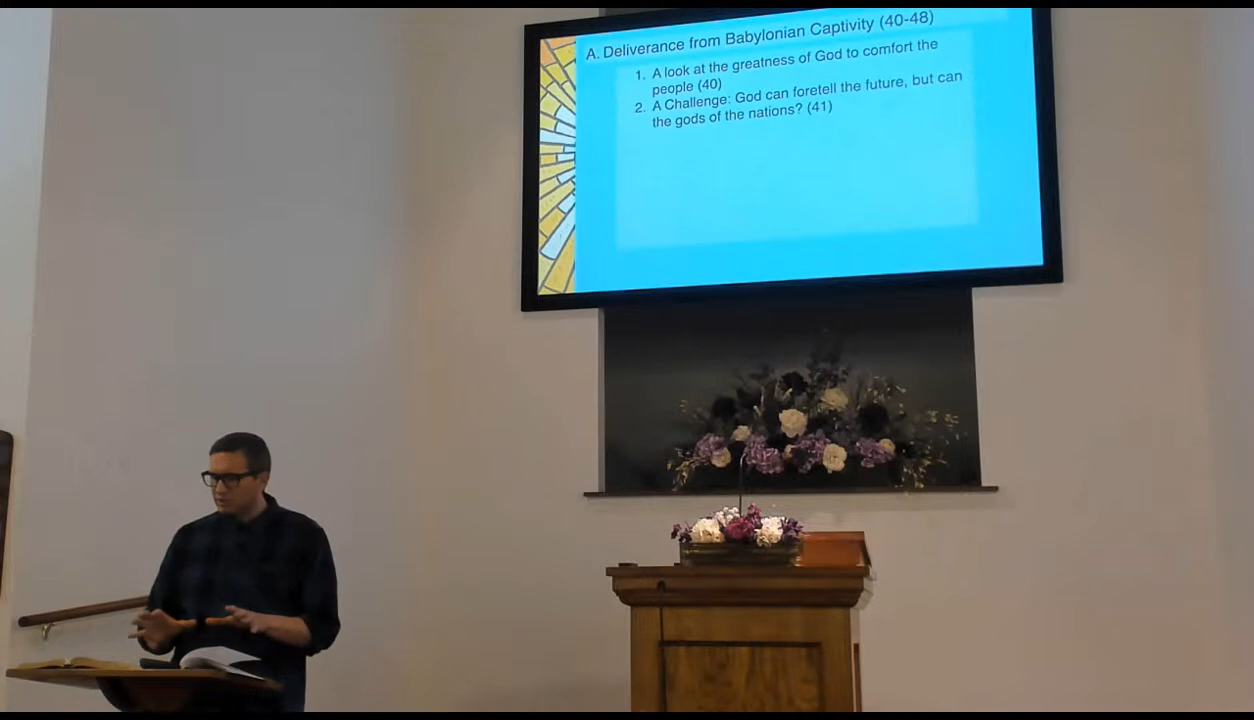 A. Deliverance from Babylonian Captivity (40-48)
1. A look at the greatness of God to comfort the
people (40)
2. A Challenge: God can foretell the future, but can
the gods of the nations? (41)